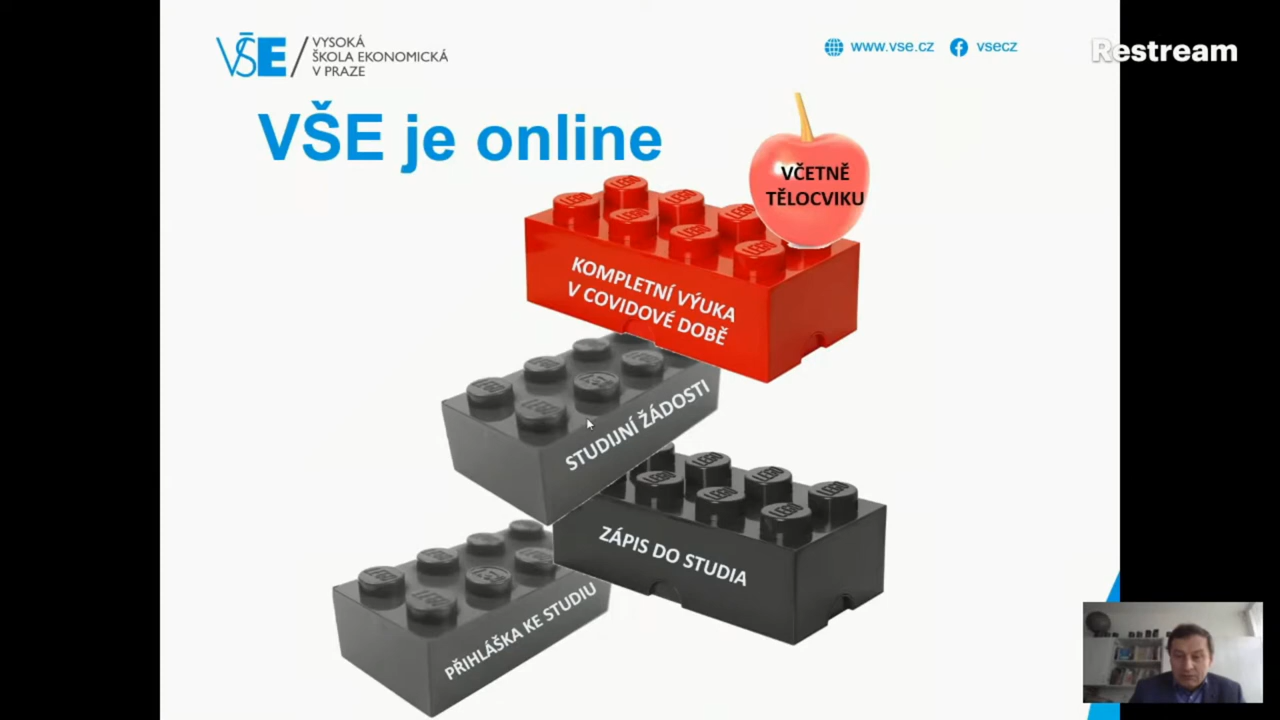 VŠE
VYSOKÁ
ŠKOLA EKONOMICKÁ
V PRAZE
www.vse.cz
vsecz
Restream
VŠE je online
VČETNĚ
TĚLOCVIKU
KOMPLETNÍ VÝUKA
V COVIDOVÉ DOBĚ
STUDIJNÍ ŽÁDOSTI
ZÁPIS DO STUDIA
PŘIHLÁŠKA KE STUDIU